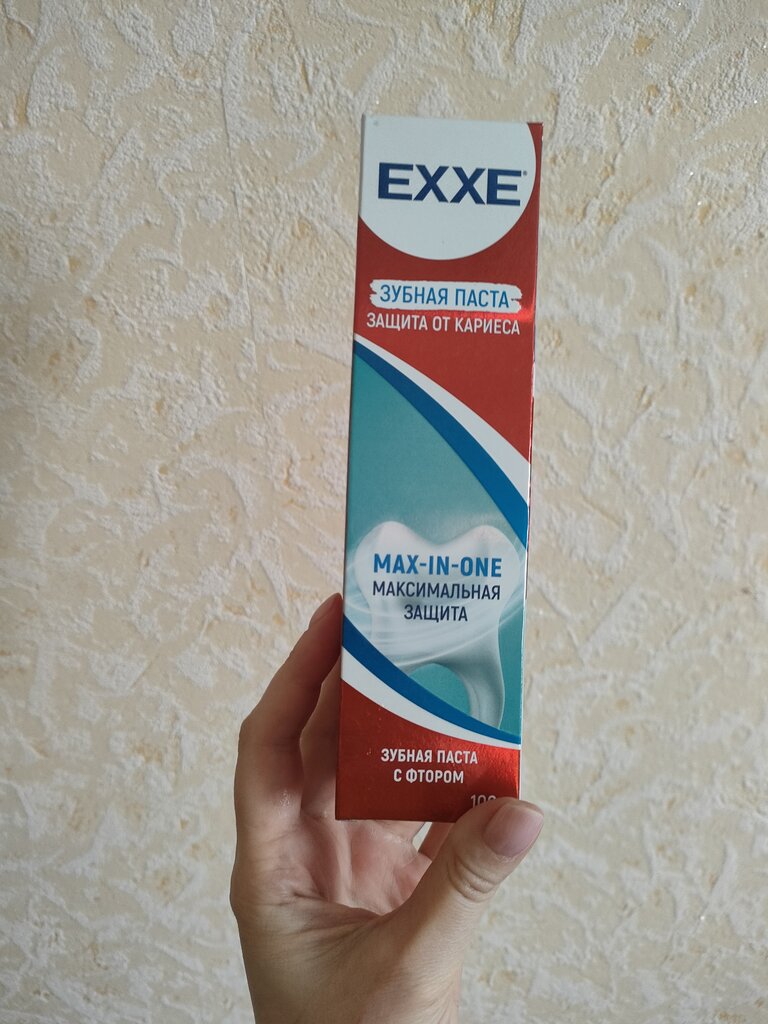 EXXE
ЗУБНАЯ ПАСТА
ЗАЩИТА ОТ КАРИЕСА
MAX-IN-ONE
МАКСИМАЛЬНАЯ
ЗАЩИТА
ЗУБНАЯ ПАСТА
С ФТОРОМ